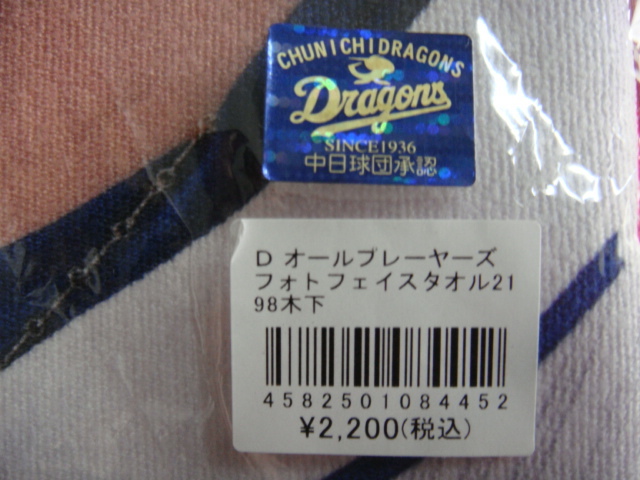 CHUNICHI DRAGONS
Dragons
SINCE1936
中日球団承認
D オールプレーヤーズ
フォトフェイスタオル21
98木下
4582501084452
¥2,200(税込)